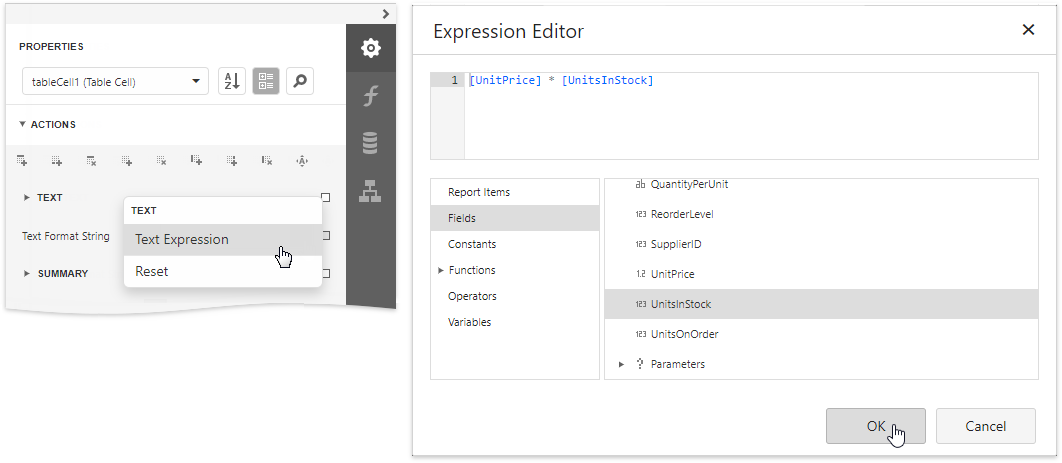 PROPERTIES
tableCell1 (Table Cell)
A
Z
ACTIONS
TEXT
TEXT
Text Format String
Text Expression
Reset
SUMMARY
Expression Editor
1 [UnitPrice] * [UnitsInStock]
Report Items
Fields
Constants
Functions
Operators
Variables
ab QuantityPerUnit
123 ReorderLevel
123 SupplierID
1.2 UnitPrice
123 UnitsInStock
123 UnitsOnOrder
? Parameters
OK
Cancel